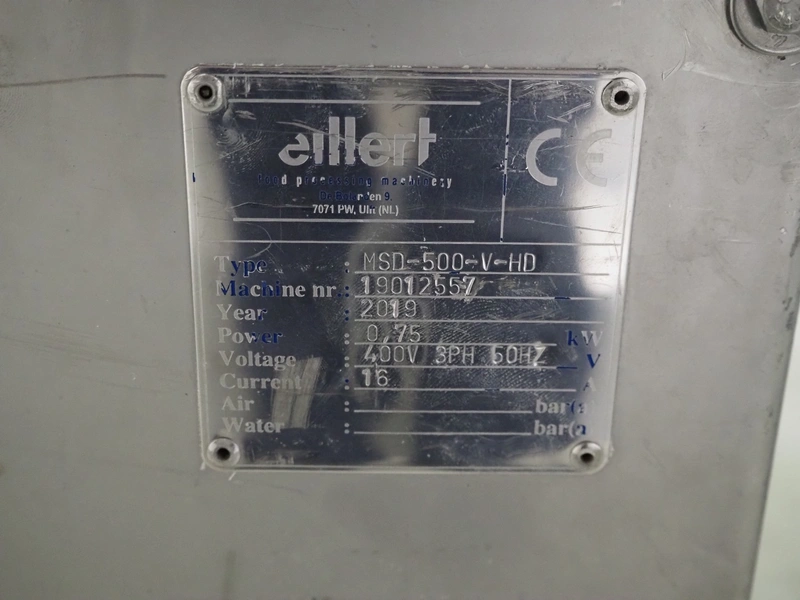 eillert
CE
food processing machinery
7071 PW, Ulft (NL)
Type : MSD-500-V-HD
Machine nr.: 19012557
Year : 2019
Power : 0,75 kW
Voltage : 400V 3PH 50HZ V
Current : 16 A
Air : bar(a
Water : bar(a